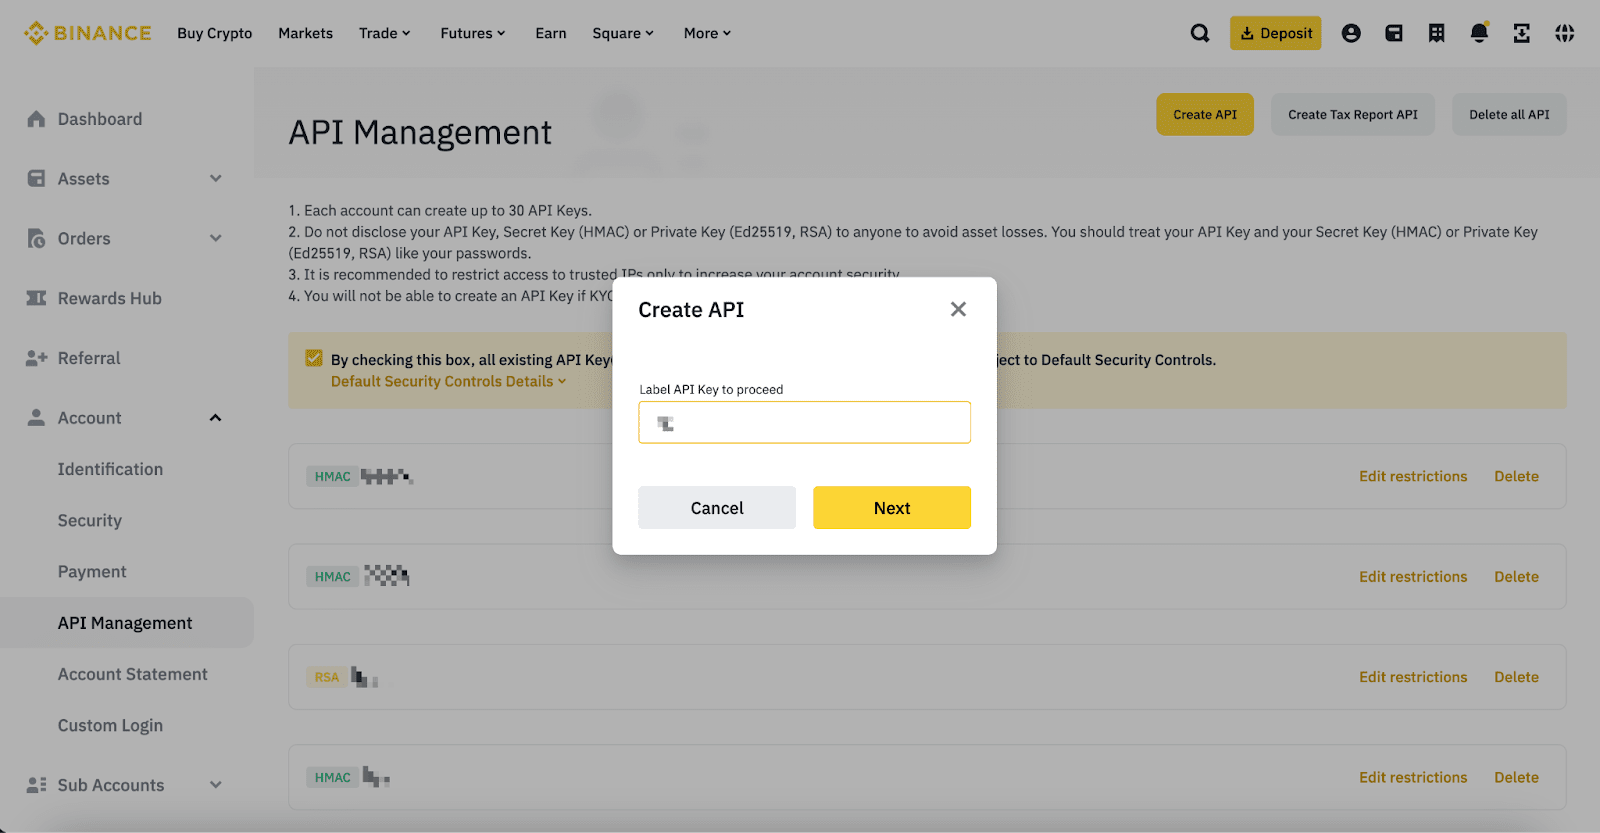 BINANCE
Buy Crypto
Markets
Trade
Futures
Earn
Square
More
Deposit
Dashboard
Assets
Orders
Rewards Hub
Referral
Account
Identification
Security
Payment
API Management
Account Statement
Custom Login
Sub Accounts
API Management
Create API
Create Tax Report API
Delete all API
1. Each account can create up to 30 API Keys.
2. Do not disclose your API Key, Secret Key (HMAC) or Private Key (Ed25519, RSA) to anyone to avoid asset losses. You should treat your API Key and your Secret Key (HMAC) or Private Key
(Ed25519, RSA) like your passwords.
3. It is recommended to restrict access to trusted IPs only to increase your account security
4. You will not be able to create an API Key if KYC
By checking this box, all existing API Key( ject to Default Security Controls.
Default Security Controls Details
Create API
Label API Key to proceed
Cancel
Next
HMAC
Edit restrictions
Delete
HMAC
Edit restrictions
Delete
RSA
Edit restrictions
Delete
HMAC
Edit restrictions
Delete